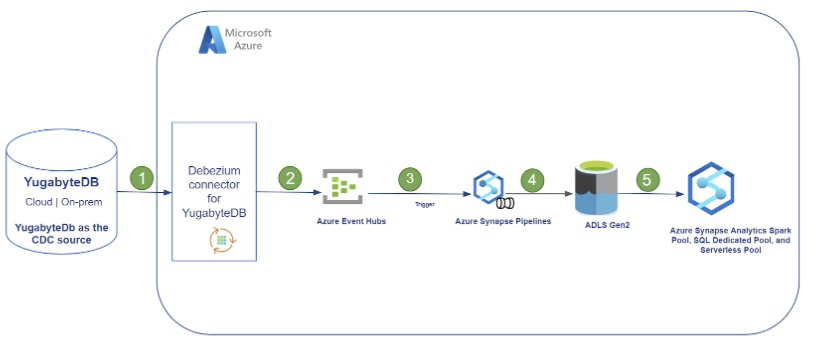 Microsoft
Azure
YugabyteDB
Cloud | On-prem
YugabyteDb as the
CDC source
1
Debezium
connector
for
YugabyteDB
2
Azure Event Hubs
3
Trigger
Azure Synapse Pipelines
4
ADLS Gen2
5
Azure Synapse Analytics Spark
Pool, SQL Dedicated Pool, and
Serverless Pool